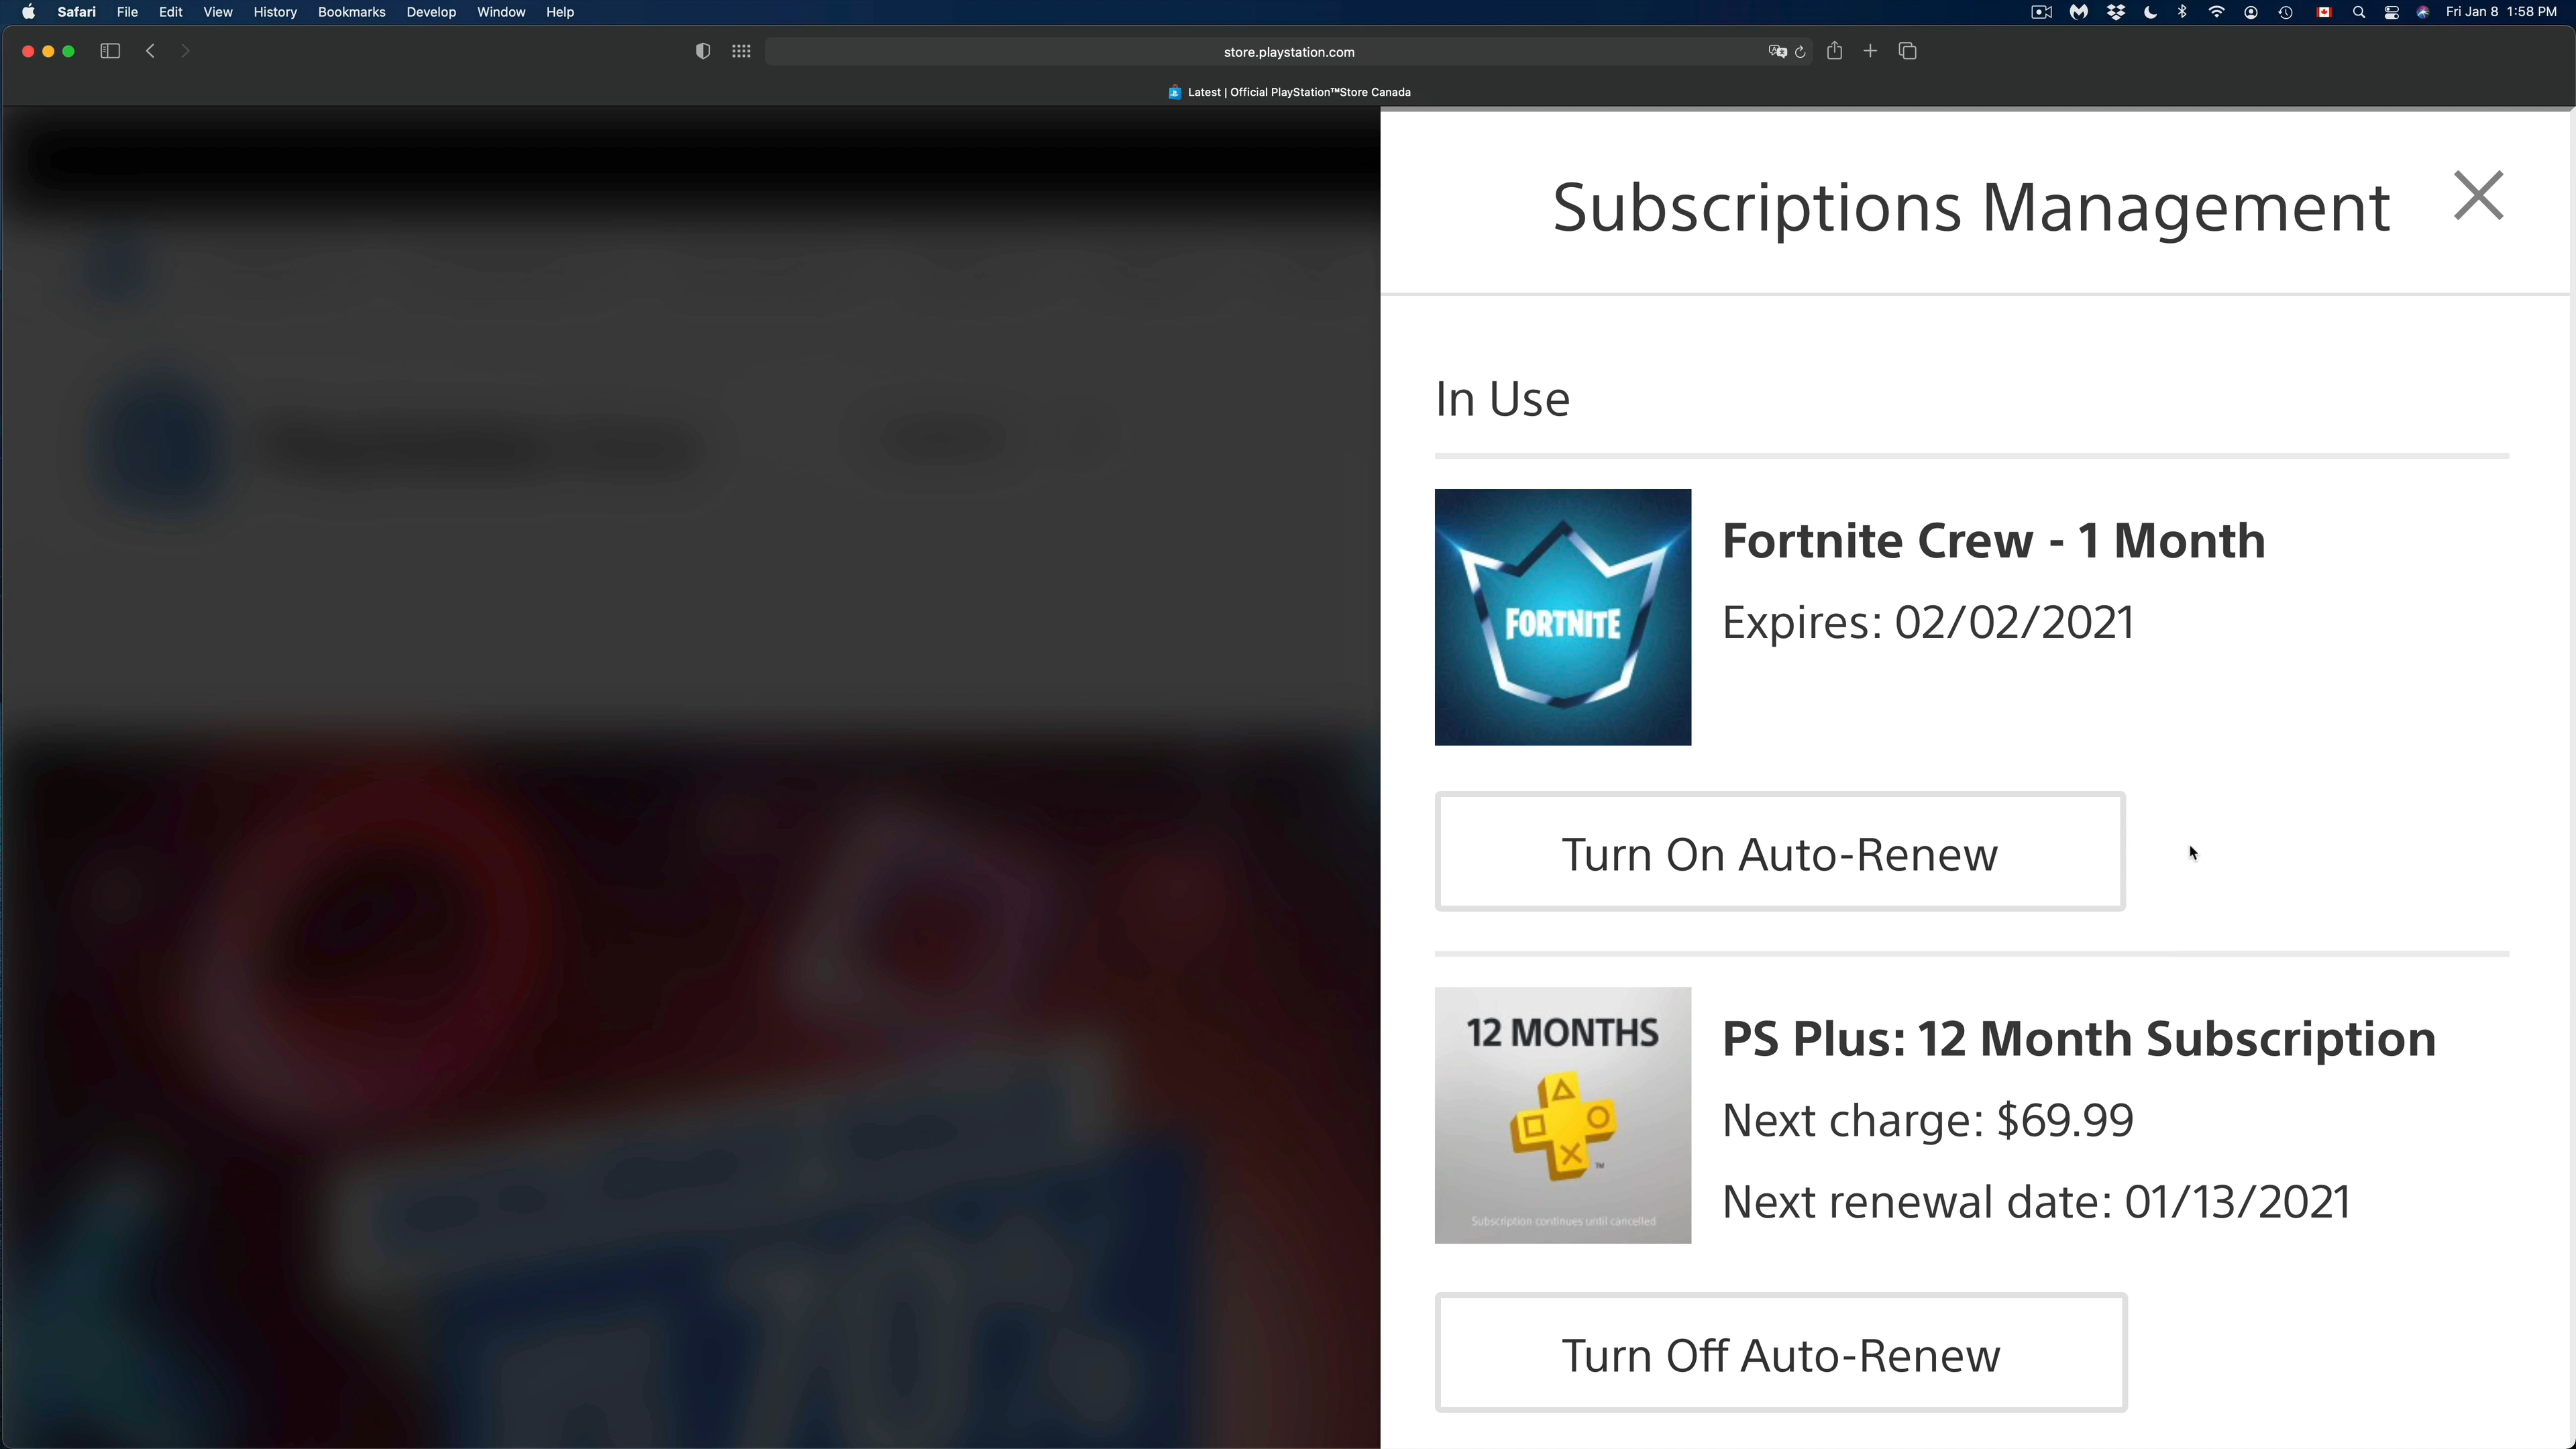 Safari File Edit View History Bookmarks Develop Window Help Fri Jan 8 1:58 PM
store.playstation.com
Latest | Official PlayStation™Store Canada
Subscriptions Management
In Use
FORTNITE
Fortnite Crew - 1 Month
Expires: 02/02/2021
Turn On Auto-Renew
12 MONTHS
TM
Subscription continues until cancelled
PS Plus: 12 Month Subscription
Next charge: $69.99
Next renewal date: 01/13/2021
Turn Off Auto-Renew